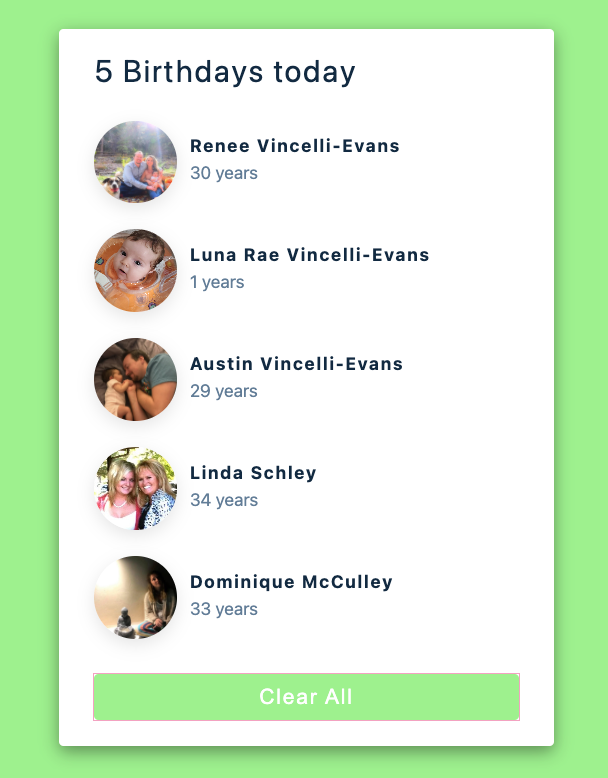 5 Birthdays today
Renee Vincelli-Evans
30 years
Luna Rae Vincelli-Evans
1 years
Austin Vincelli-Evans
29 years
Linda Schley
34 years
Dominique McCulley
33 years
Clear All